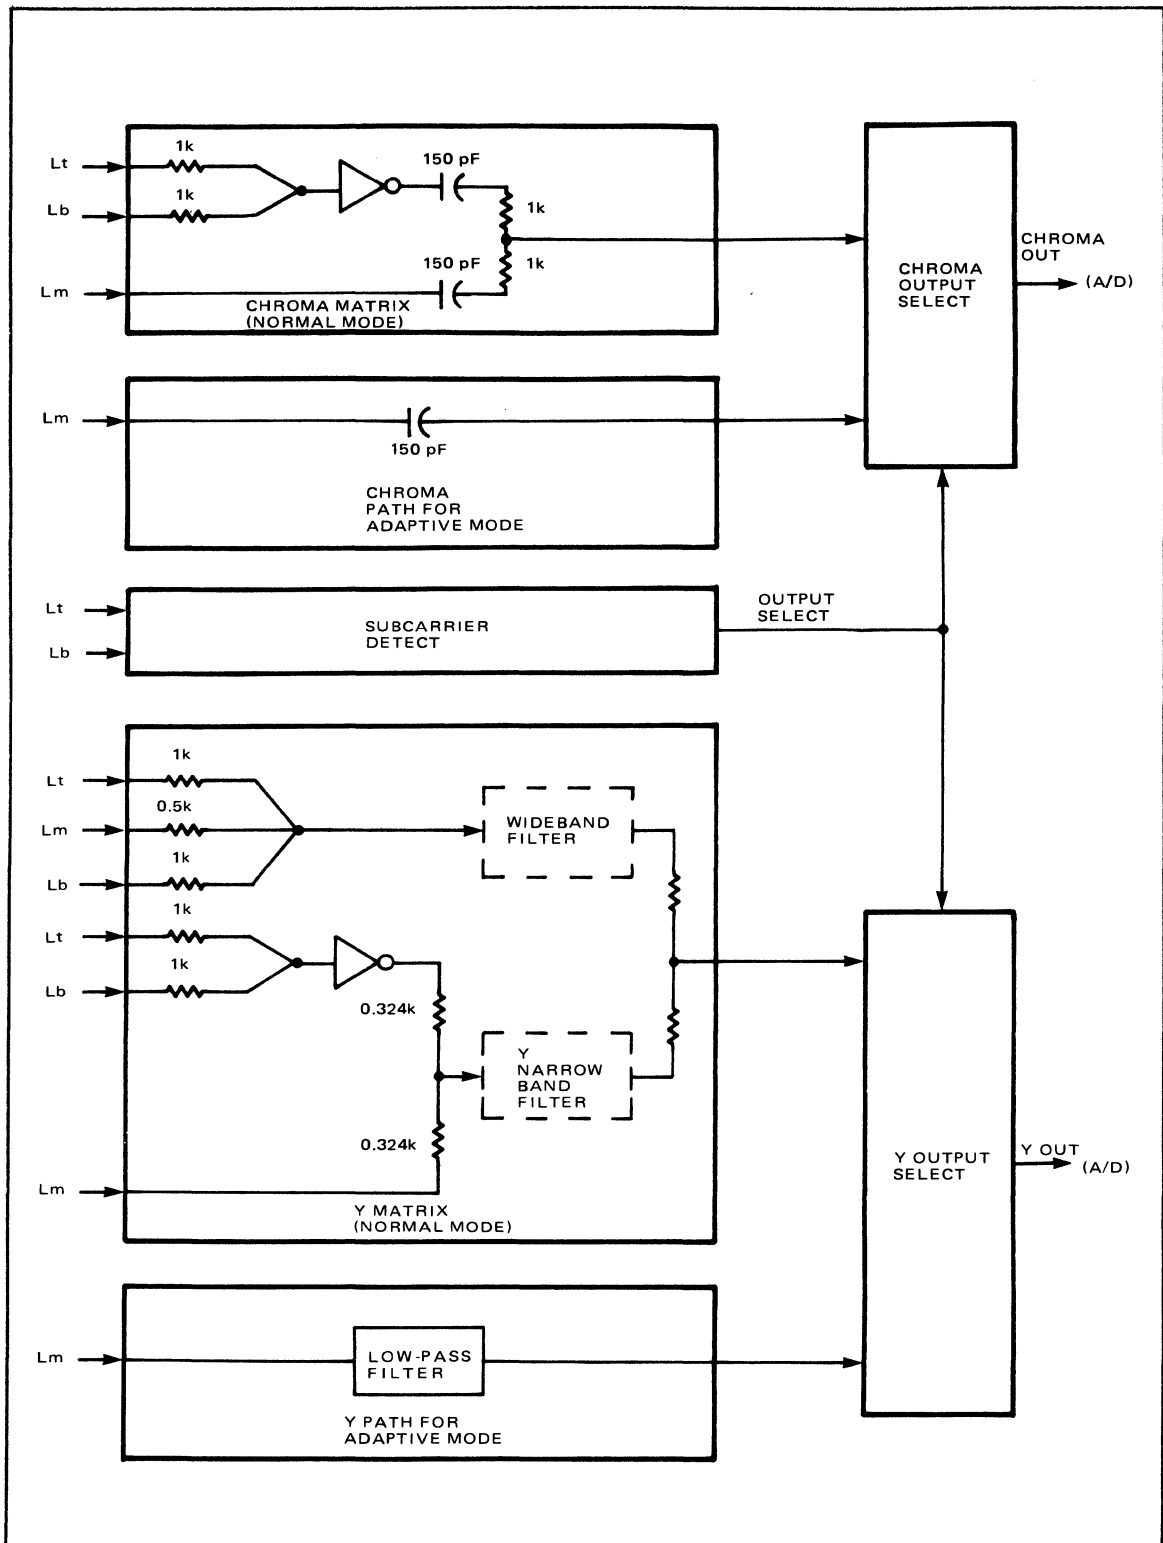 1k
Lt
150 pF
1k
Lb
1k
150 pF
1k
Lm
CHROMA MATRIX
(NORMAL MODE)
CHROMA
OUTPUT
SELECT
CHROMA
OUT
(A/D)
Lm
150 pF
CHROMA
PATH FOR
ADAPTIVE MODE
Lt
Lb
SUBCARRIER
DETECT
OUTPUT
SELECT
1k
Lt
0.5k
Lm
1k
Lb
WIDEBAND
FILTER
1k
Lt
1k
Lb
0.324k
Y
NARROW
BAND
FILTER
0.324k
Lm
Y MATRIX
(NORMAL MODE)
Y OUTPUT
SELECT
Y OUT
(A/D)
Lm
LOW-PASS
FILTER
Y PATH FOR
ADAPTIVE MODE